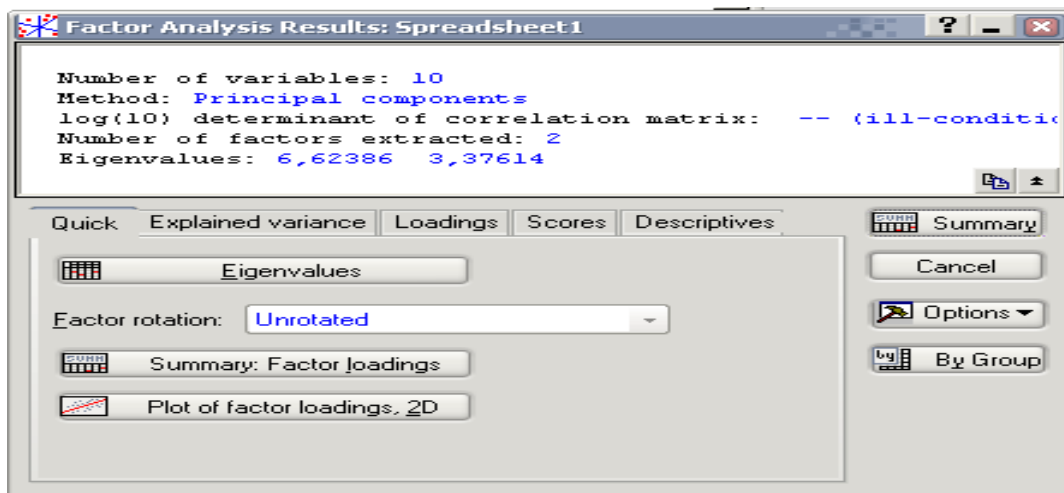 Factor Analysis Results: Spreadsheet1
Number of variables: 10
Method: Principal components
log(10) determinant of correlation matrix: -- (ill-conditic
Number of factors extracted: 2
Eigenvalues: 6,62386 3,37614
Quick Explained variance Loadings Scores Descriptives
Eigenvalues
Factor rotation: Unrotated
Summary: Factor loadings
Plot of factor loadings, 2D
Summary
Cancel
Options
By Group